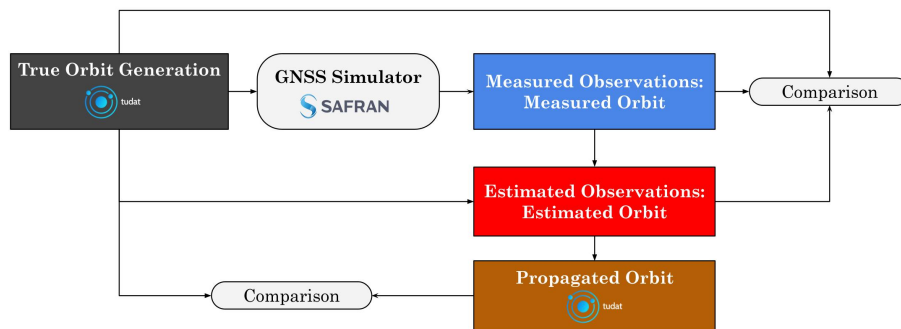 True Orbit Generation
tudat
GNSS Simulator
SAFRAN
Measured Observations:
Measured Orbit
Comparison
Estimated Observations:
Estimated Orbit
Propagated Orbit
tudat
Comparison